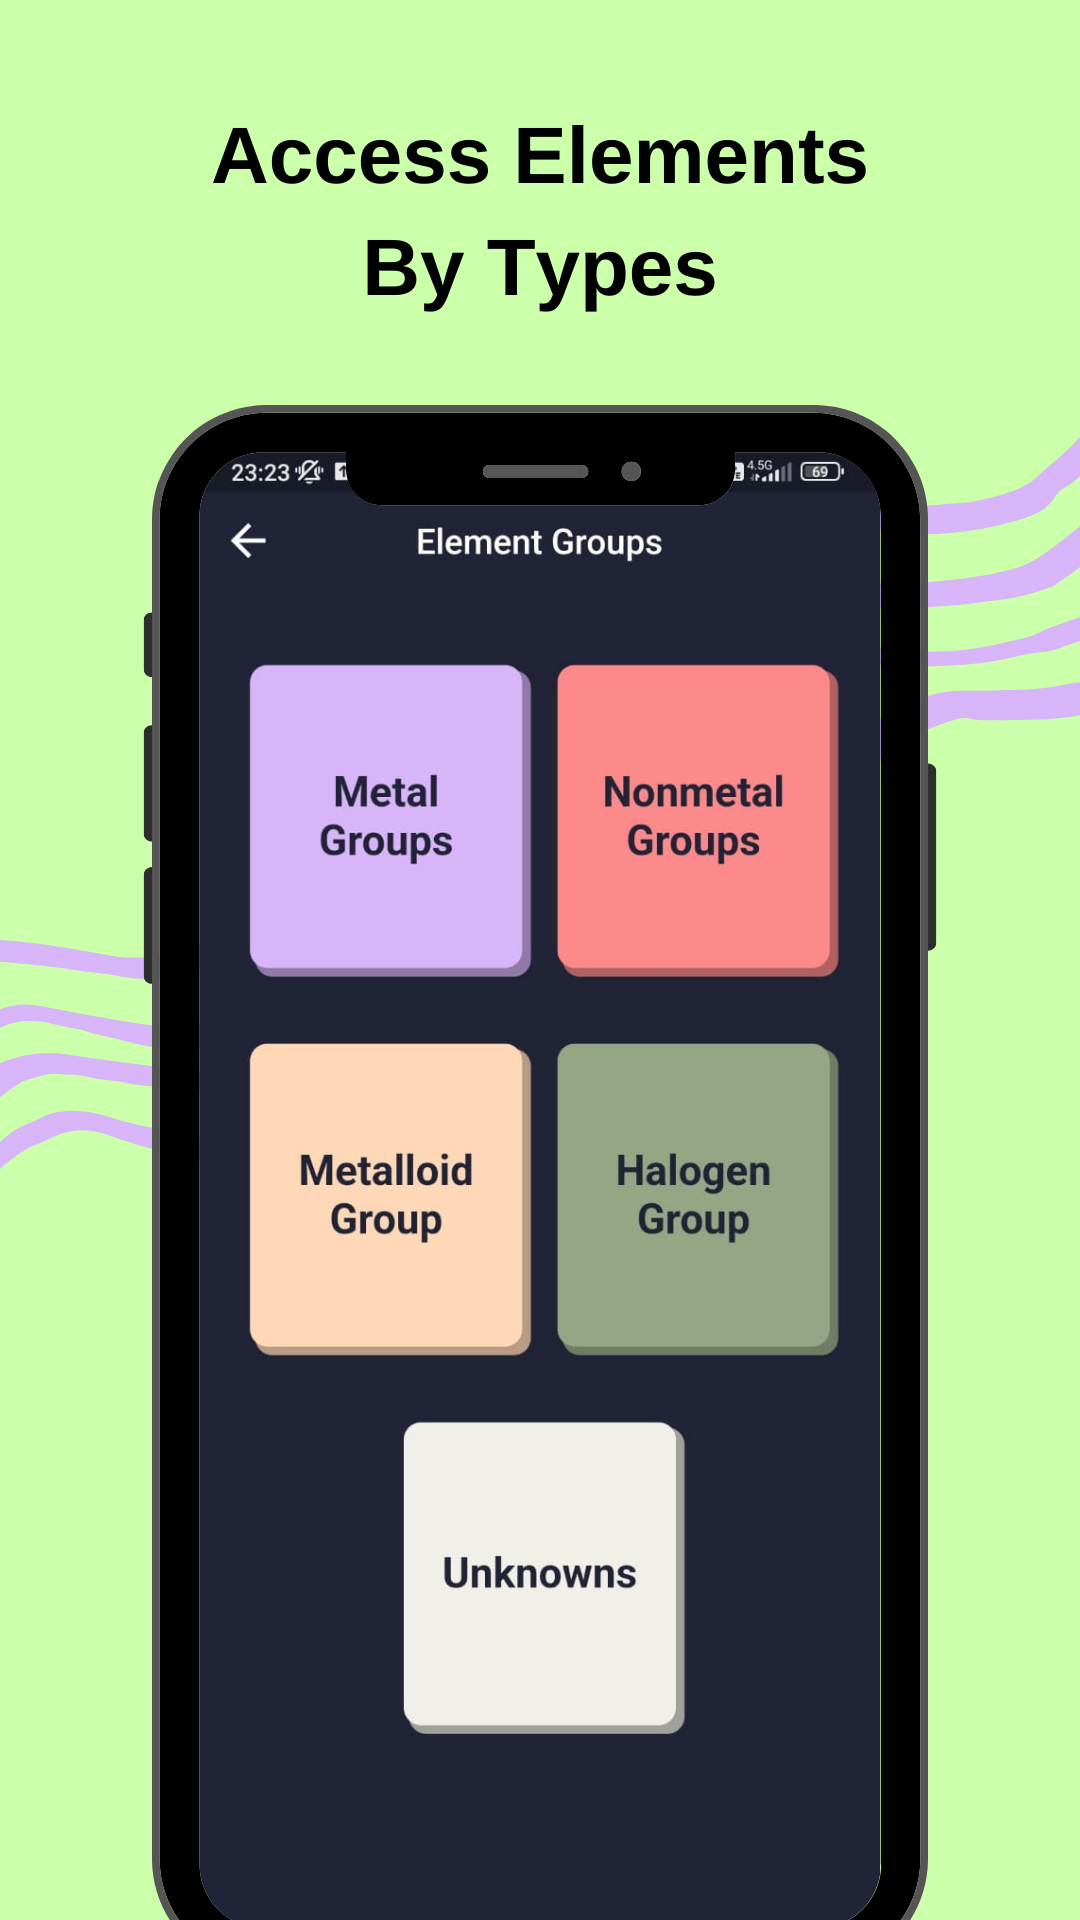 Access Elements
By Types
23:23
4.5G
69
Element Groups
Metal
Groups
Nonmetal
Groups
Metalloid
Group
Halogen
Group
Unknowns